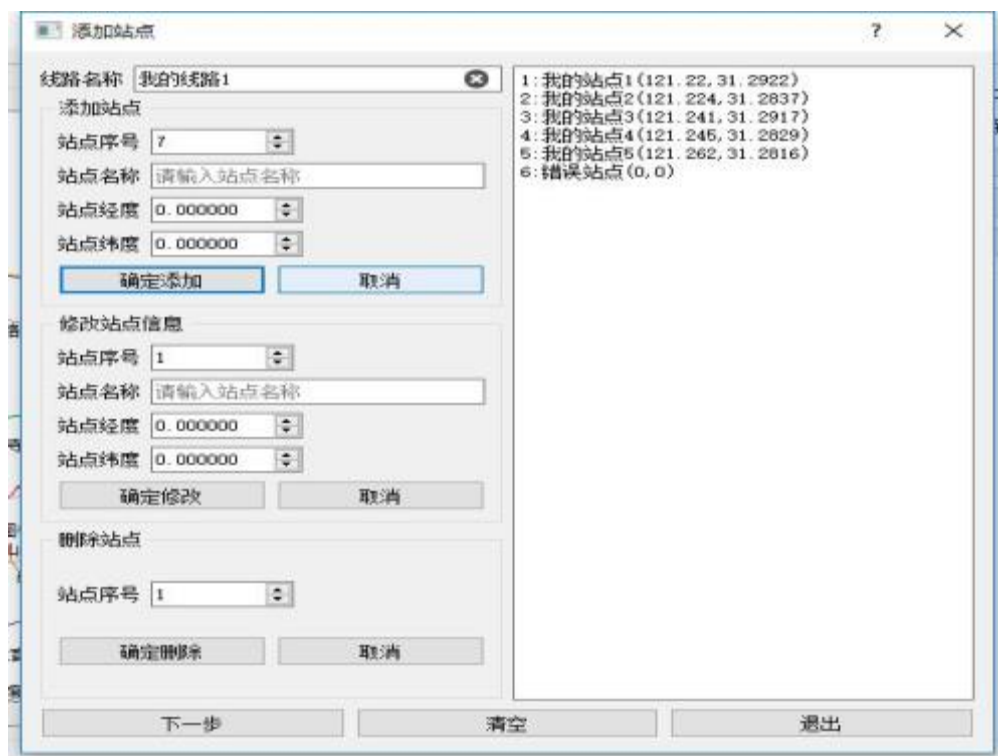 添加站点 ?
线路名称 我的线路1
添加站点
站点序号 7
站点名称 请输入站点名称
站点经度 0.000000
站点纬度 0.000000
确定添加 取消
修改站点信息
站点序号 1
站点名称 请输入站点名称
站点经度 0.000000
站点纬度 0.000000
确定修改 取消
删除站点
站点序号 1
确定删除 取消
1:我的站点1(121.22,31.2922)
2:我的站点2(121.224,31.2837)
3:我的站点3(121.241,31.2917)
4:我的站点4(121.245,31.2829)
5:我的站点5(121.262,31.2816)
6:错误站点(0,0)
下一步 清空 退出